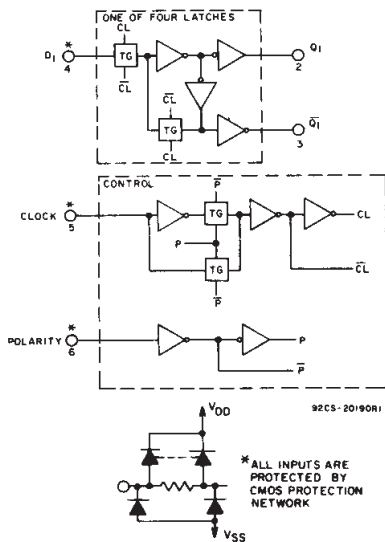 ONE OF FOUR LATCHES
CL
*
D1
4
TG
CL
Q1
2
CL
TG
CL
Q1
3
CONTROL
P
*
CLOCK
5
TG
CL
P
TG
CL
P
*
POLARITY
6
P
P
92CS-20190R1
VDD
*ALL INPUTS ARE
PROTECTED BY
CMOS PROTECTION
NETWORK
VSS